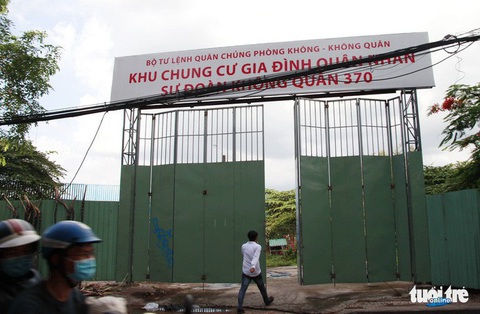 BỘ TƯ LỆNH QUÂN CHỦNG PHÒNG KHÔNG - KHÔNG QUÂN
KHU CHUNG CƯ GIA ĐÌNH QUÂN NHÂN
SƯ ĐOÀN KHÔNG QUÂN 370
tuổi trẻ
online